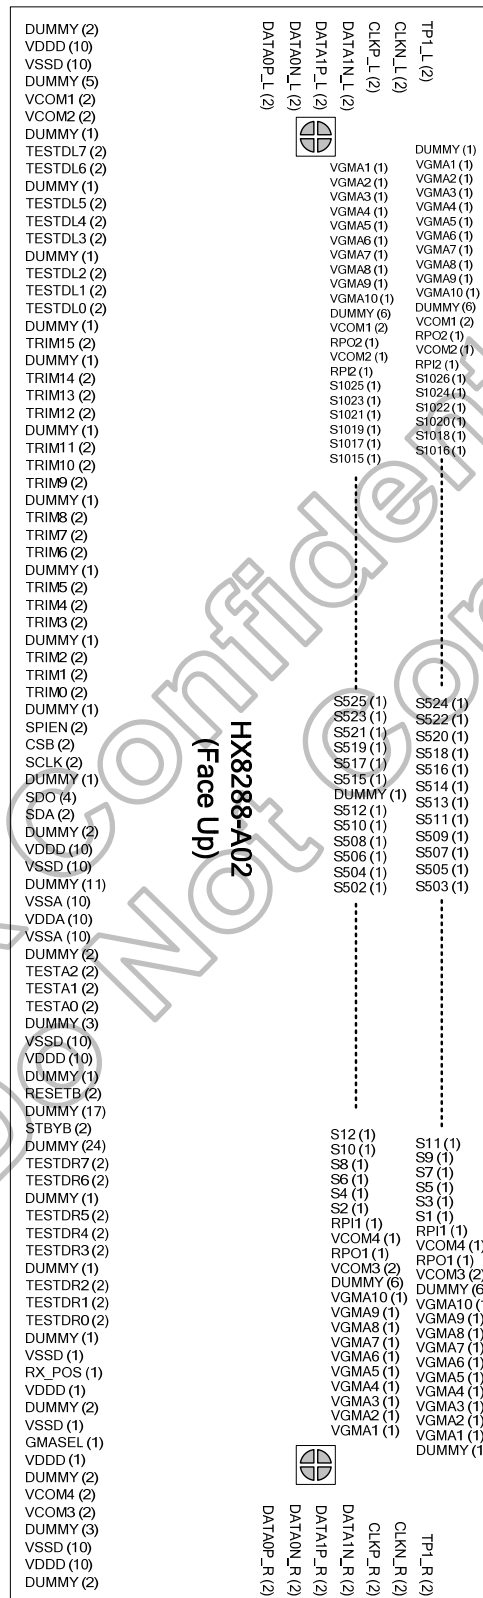 DUMMY (2)
VDDD (10)
VSSD (10)
DUMMY (5)
VCOM1 (2)
VCOM2 (2)
DUMMY (1)
TESTDL7 (2)
TESTDL6 (2)
DUMMY (1)
TESTDL5 (2)
TESTDL4 (2)
TESTDL3 (2)
DUMMY (1)
TESTDL2 (2)
TESTDL1 (2)
TESTDL0 (2)
DUMMY (1)
TRIM15 (2)
DUMMY (1)
TRIM14 (2)
TRIM13 (2)
TRIM12 (2)
DUMMY (1)
TRIM11 (2)
TRIM10 (2)
TRIM9 (2)
DUMMY (1)
TRIM8 (2)
TRIM7 (2)
TRIM6 (2)
DUMMY (1)
TRIM5 (2)
TRIM4 (2)
TRIM3 (2)
DUMMY (1)
TRIM2 (2)
TRIM1 (2)
TRIM0 (2)
DUMMY (1)
SPIEN (2)
CSB (2)
SCLK (2)
DUMMY (1)
SDO (4)
SDA (2)
DUMMY (2)
VDDD (10)
VSSD (10)
DUMMY (11)
VSSA (10)
VDDA (10)
VSSA (10)
DUMMY (2)
TESTA2 (2)
TESTA1 (2)
TESTA0 (2)
DUMMY (3)
VSSD (10)
VDDD (10)
DUMMY (1)
RESETB (2)
DUMMY (17)
STBYB (2)
DUMMY (24)
TESTDR7 (2)
TESTDR6 (2)
DUMMY (1)
TESTDR5 (2)
TESTDR4 (2)
TESTDR3 (2)
DUMMY (1)
TESTDR2 (2)
TESTDR1 (2)
TESTDR0 (2)
DUMMY (1)
VSSD (1)
RX_POS (1)
VDDD (1)
DUMMY (2)
VSSD (1)
GMASEL (1)
VDDD (1)
DUMMY (2)
VCOM4 (2)
VCOM3 (2)
DUMMY (3)
VSSD (10)
VDDD (10)
DUMMY (2)
HX8288-A02
(Face Up)
TP1_L (2)
CLKN_L (2)
CLKP_L (2)
DATA1N_L (2)
DATA1P_L (2)
DATA0N_L (2)
DATA0P_L (2)
VGMA1 (1)
VGMA2 (1)
VGMA3 (1)
VGMA4 (1)
VGMA5 (1)
VGMA6 (1)
VGMA7 (1)
VGMA8 (1)
VGMA9 (1)
VGMA10 (1)
DUMMY (6)
VCOM1 (2)
RPO2 (1)
VCOM2 (1)
RPI2 (1)
S1025 (1)
S1023 (1)
S1021 (1)
S1019 (1)
S1017 (1)
S1015 (1)
S525 (1)
S523 (1)
S521 (1)
S519 (1)
S517 (1)
S515 (1)
DUMMY (1)
S512 (1)
S510 (1)
S508 (1)
S506 (1)
S504 (1)
S502 (1)
S12 (1)
S10 (1)
S8 (1)
S6 (1)
S4 (1)
S2 (1)
RPI1 (1)
VCOM4 (1)
RPO1 (1)
VCOM3 (2)
DUMMY (6)
VGMA10 (1)
VGMA9 (1)
VGMA8 (1)
VGMA7 (1)
VGMA6 (1)
VGMA5 (1)
VGMA4 (1)
VGMA3 (1)
VGMA2 (1)
VGMA1 (1)
DUMMY (1)
VGMA1 (1)
VGMA2 (1)
VGMA3 (1)
VGMA4 (1)
VGMA5 (1)
VGMA6 (1)
VGMA7 (1)
VGMA8 (1)
VGMA9 (1)
VGMA10 (1)
DUMMY (6)
VCOM1 (2)
RPO2 (1)
VCOM2 (1)
RPI2 (1)
S1026 (1)
S1024 (1)
S1022 (1)
S1020 (1)
S1018 (1)
S1016 (1)
S524 (1)
S522 (1)
S520 (1)
S518 (1)
S516 (1)
S514 (1)
S513 (1)
S511 (1)
S509 (1)
S507 (1)
S505 (1)
S503 (1)
S11 (1)
S9 (1)
S7 (1)
S5 (1)
S3 (1)
S1 (1)
RPI1 (1)
VCOM4 (1)
RPO1 (1)
VCOM3 (2)
DUMMY (6
VGMA10 (
VGMA9 (1)
VGMA8 (1)
VGMA7 (1)
VGMA6 (1)
VGMA5 (1)
VGMA4 (1)
VGMA3 (1)
VGMA2 (1)
VGMA1 (1)
DUMMY (1
TP1_R (2)
CLKN_R (2)
CLKP_R (2)
DATA1N_R (2)
DATA1P_R (2)
DATA0N_R (2)
DATA0P_R (2)
Confident
Do Not Co